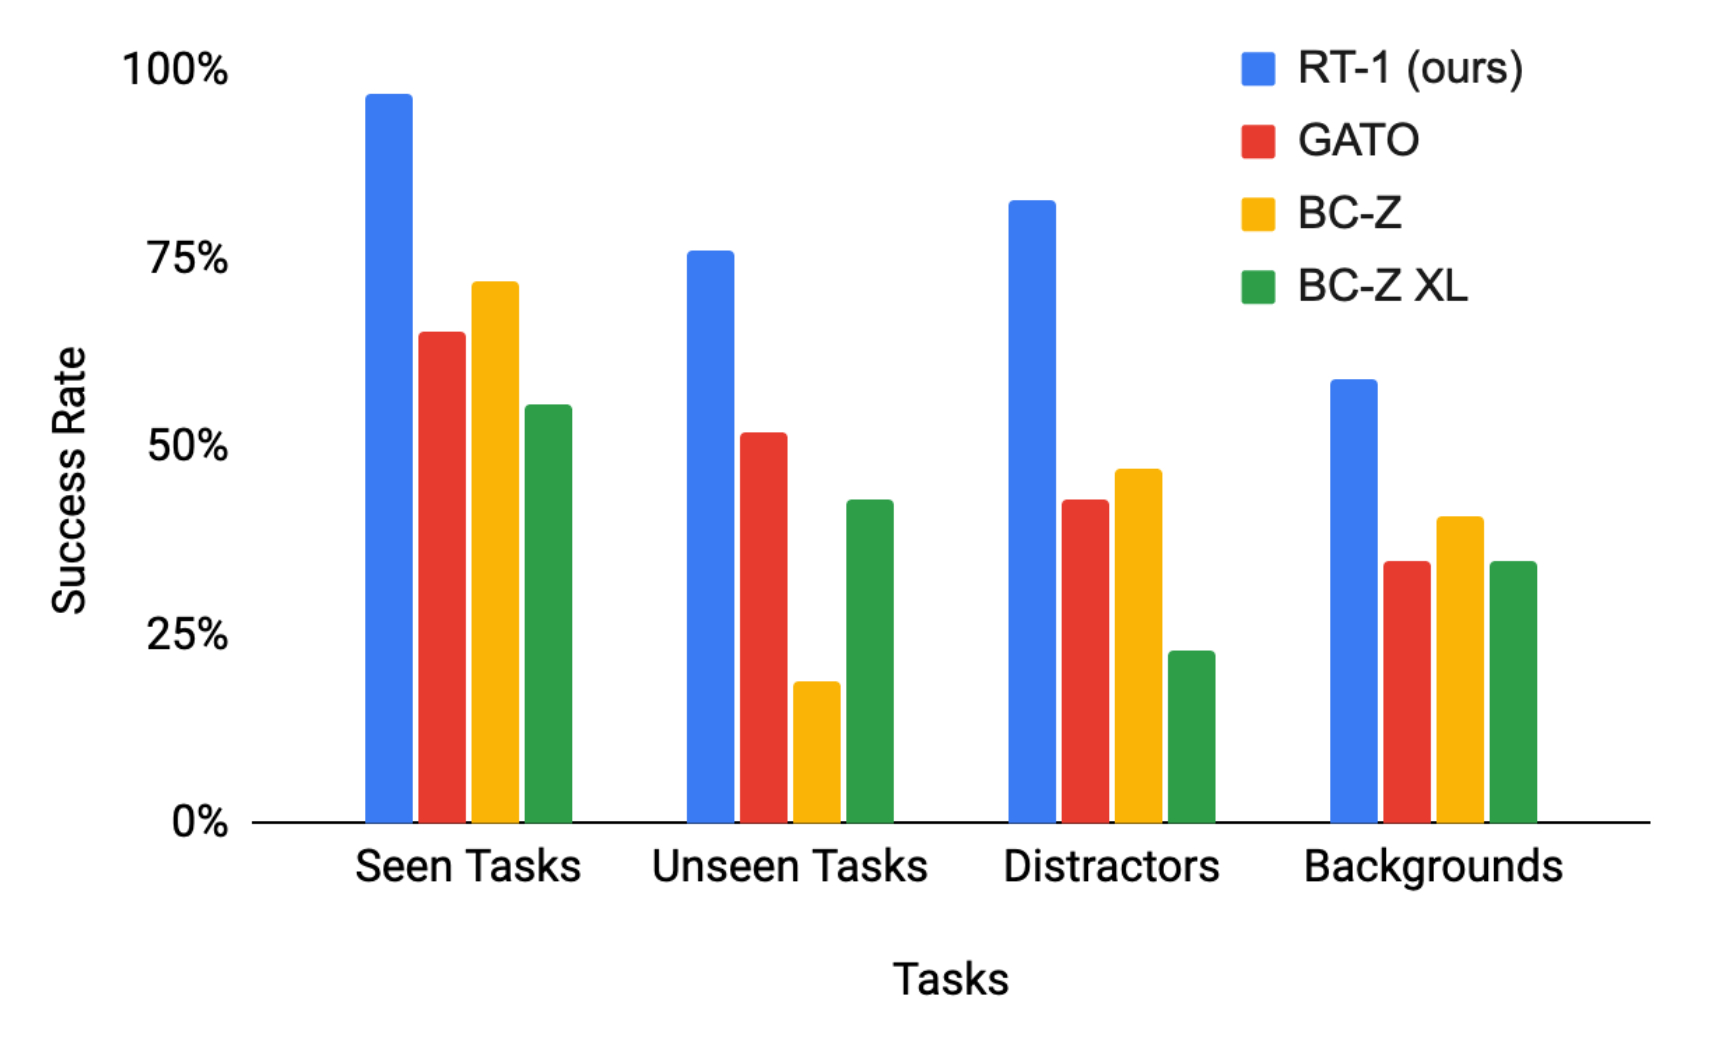 100%
75%
50%
25%
0%
Success Rate
RT-1 (ours)
GATO
BC-Z
BC-Z XL
Seen Tasks
Unseen Tasks
Distractors
Backgrounds
Tasks